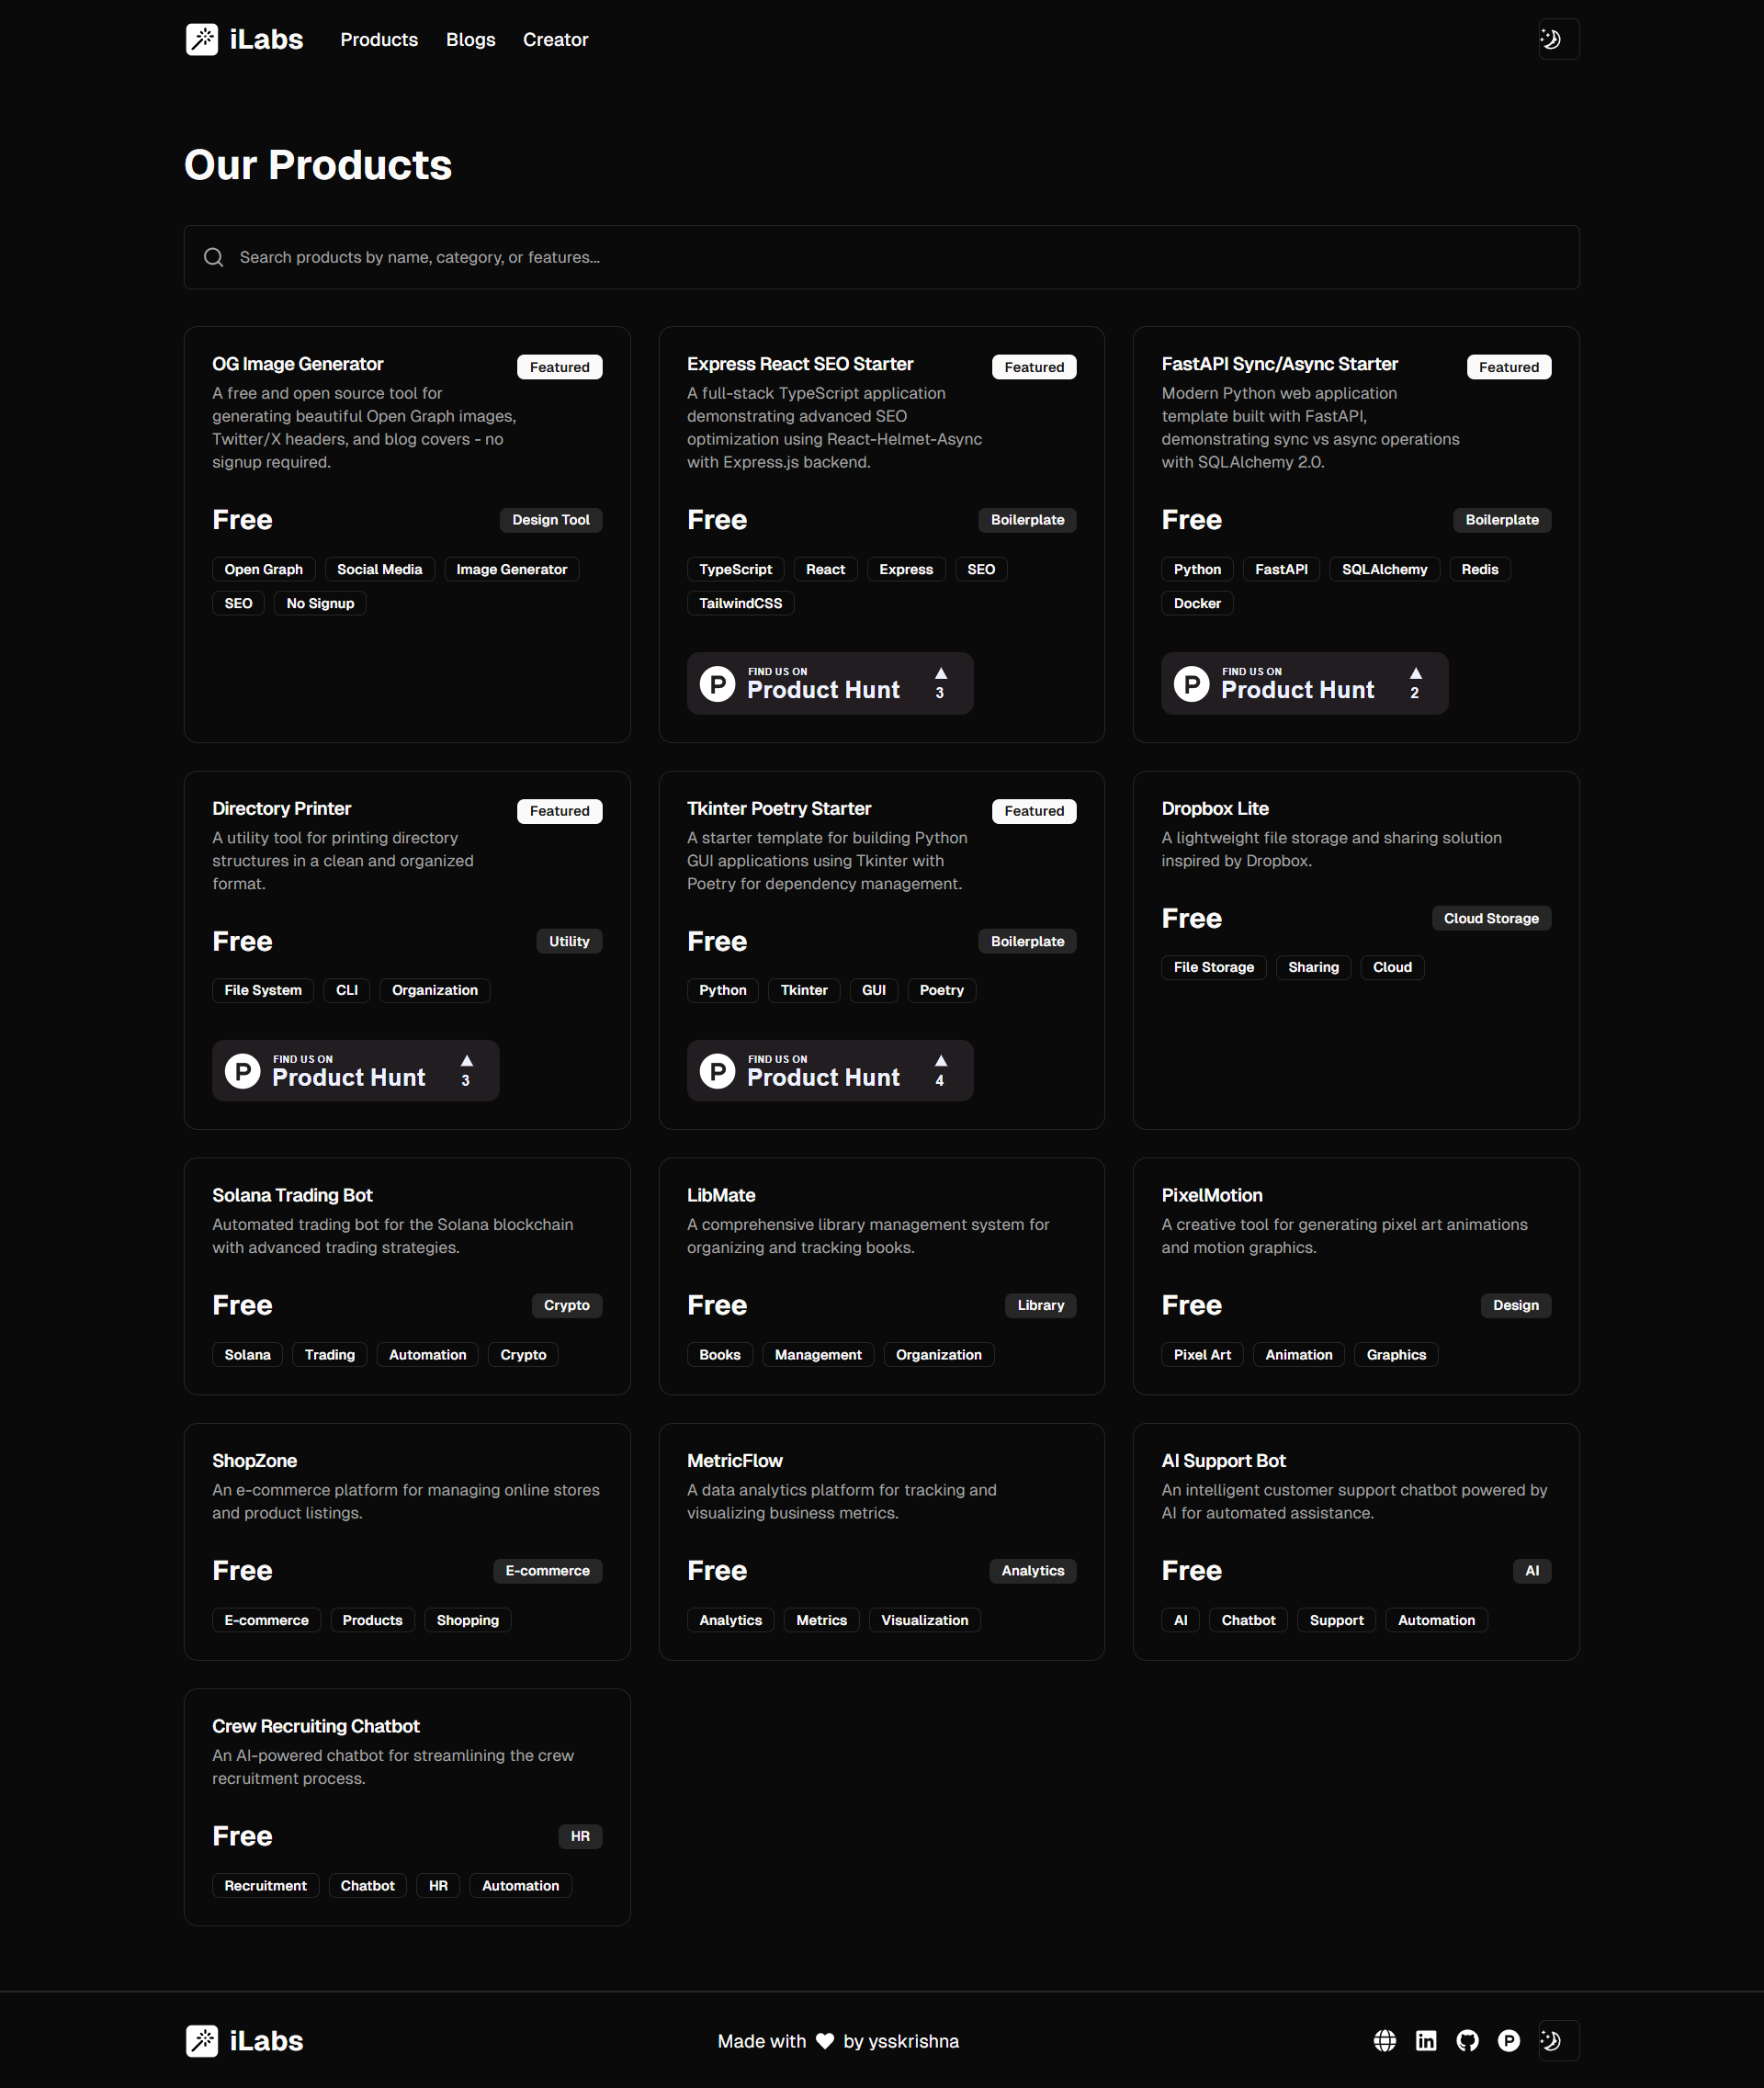 iLabs
Products
Blogs
Creator
Our Products
Search products by name, category, or features...
OG Image Generator
Featured
A free and open source tool for
generating beautiful Open Graph images,
Twitter/X headers, and blog covers - no
signup required.
Free
Design Tool
Open Graph
Social Media
Image Generator
SEO
No Signup
Express React SEO Starter
Featured
A full-stack TypeScript application
demonstrating advanced SEO
optimization using React-Helmet-Async
with Express.js backend.
Free
Boilerplate
TypeScript
React
Express
SEO
TailwindCSS
P
FIND US ON
Product Hunt
3
FastAPI Sync/Async Starter
Featured
Modern Python web application
template built with FastAPI,
demonstrating sync vs async operations
with SQLAlchemy 2.0.
Free
Boilerplate
Python
FastAPI
SQLAlchemy
Redis
Docker
P
FIND US ON
Product Hunt
2
Directory Printer
Featured
A utility tool for printing directory
structures in a clean and organized
format.
Free
Utility
File System
CLI
Organization
P
FIND US ON
Product Hunt
3
Tkinter Poetry Starter
Featured
A starter template for building Python
GUI applications using Tkinter with
Poetry for dependency management.
Free
Boilerplate
Python
Tkinter
GUI
Poetry
P
FIND US ON
Product Hunt
4
Dropbox Lite
A lightweight file storage and sharing solution
inspired by Dropbox.
Free
Cloud Storage
File Storage
Sharing
Cloud
Solana Trading Bot
Automated trading bot for the Solana blockchain
with advanced trading strategies.
Free
Crypto
Solana
Trading
Automation
Crypto
LibMate
A comprehensive library management system for
organizing and tracking books.
Free
Library
Books
Management
Organization
PixelMotion
A creative tool for generating pixel art animations
and motion graphics.
Free
Design
Pixel Art
Animation
Graphics
ShopZone
An e-commerce platform for managing online stores
and product listings.
Free
E-commerce
E-commerce
Products
Shopping
MetricFlow
A data analytics platform for tracking and
visualizing business metrics.
Free
Analytics
Analytics
Metrics
Visualization
AI Support Bot
An intelligent customer support chatbot powered by
AI for automated assistance.
Free
AI
AI
Chatbot
Support
Automation
Crew Recruiting Chatbot
An AI-powered chatbot for streamlining the crew
recruitment process.
Free
HR
Recruitment
Chatbot
HR
Automation
iLabs
Made with by ysskrishna
in
P